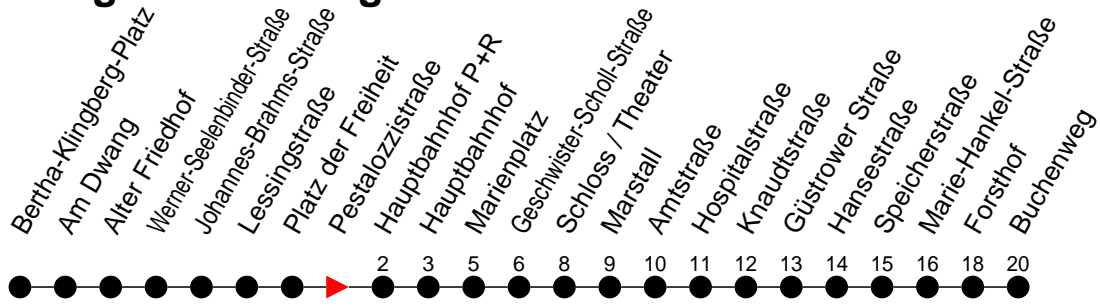 Bertha-Klingberg-Platz
Am Dwang
Alter Friedhof
Werner-Seelenbinder-Straße
Johannes-Brahms-Straße
Lessingstraße
Platz der Freiheit
Pestalozzistraße
Hauptbahnhof P+R
Hauptbahnhof
Marienplatz
Geschwister-Scholl-Straße
Schloss / Theater
Marstall
Amtstraße
Hospitalstraße
Knaudtstraße
Güstrower Straße
Hansestraße
Speicherstraße
Marie-Hankel-Straße
Forsthof
Buchenweg
2 3 5 6 8 9 10 11 12 13 14 15 16 18 20